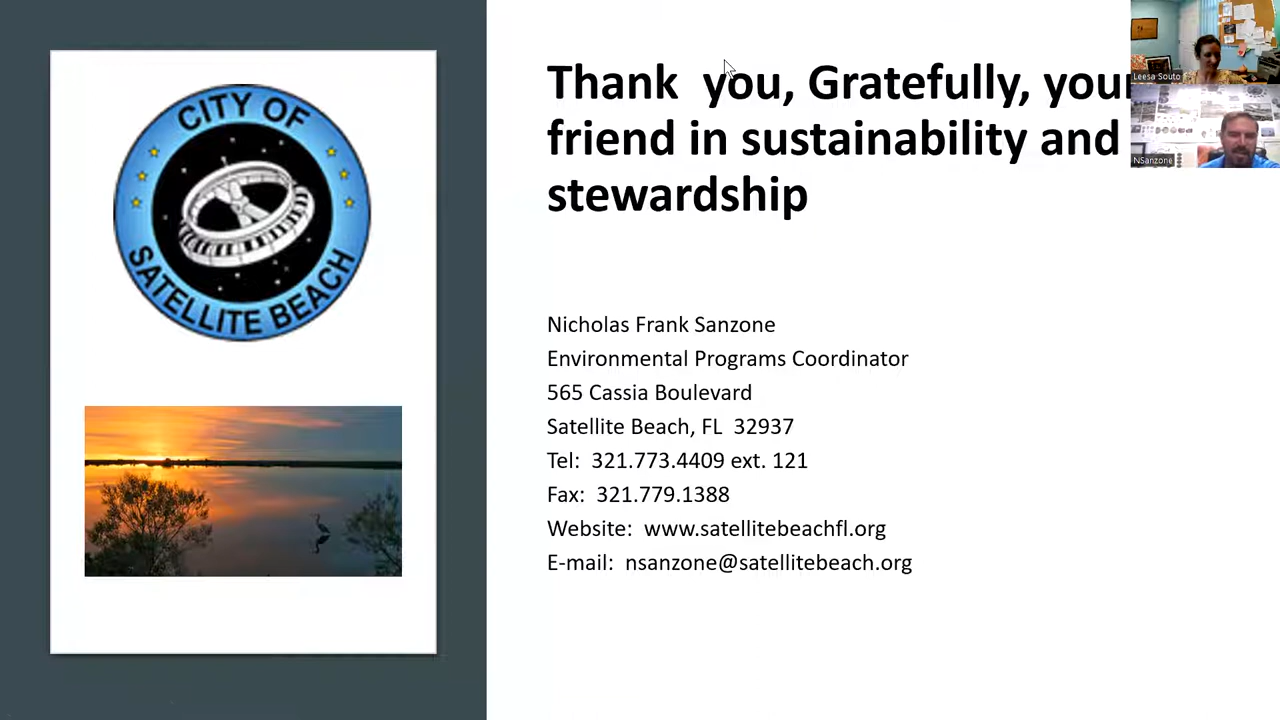 CITY OF
SATELLITE BEACH
Thank  you, Gratefully, your
friend in sustainability and
stewardship
Nicholas Frank Sanzone
Environmental Programs Coordinator
565 Cassia Boulevard
Satellite Beach, FL  32937
Tel:  321.773.4409 ext. 121
Fax:  321.779.1388
Website:  www.satellitebeachfl.org
E-mail:  nsanzone@satellitebeach.org
Leesa Souto
NSanzone